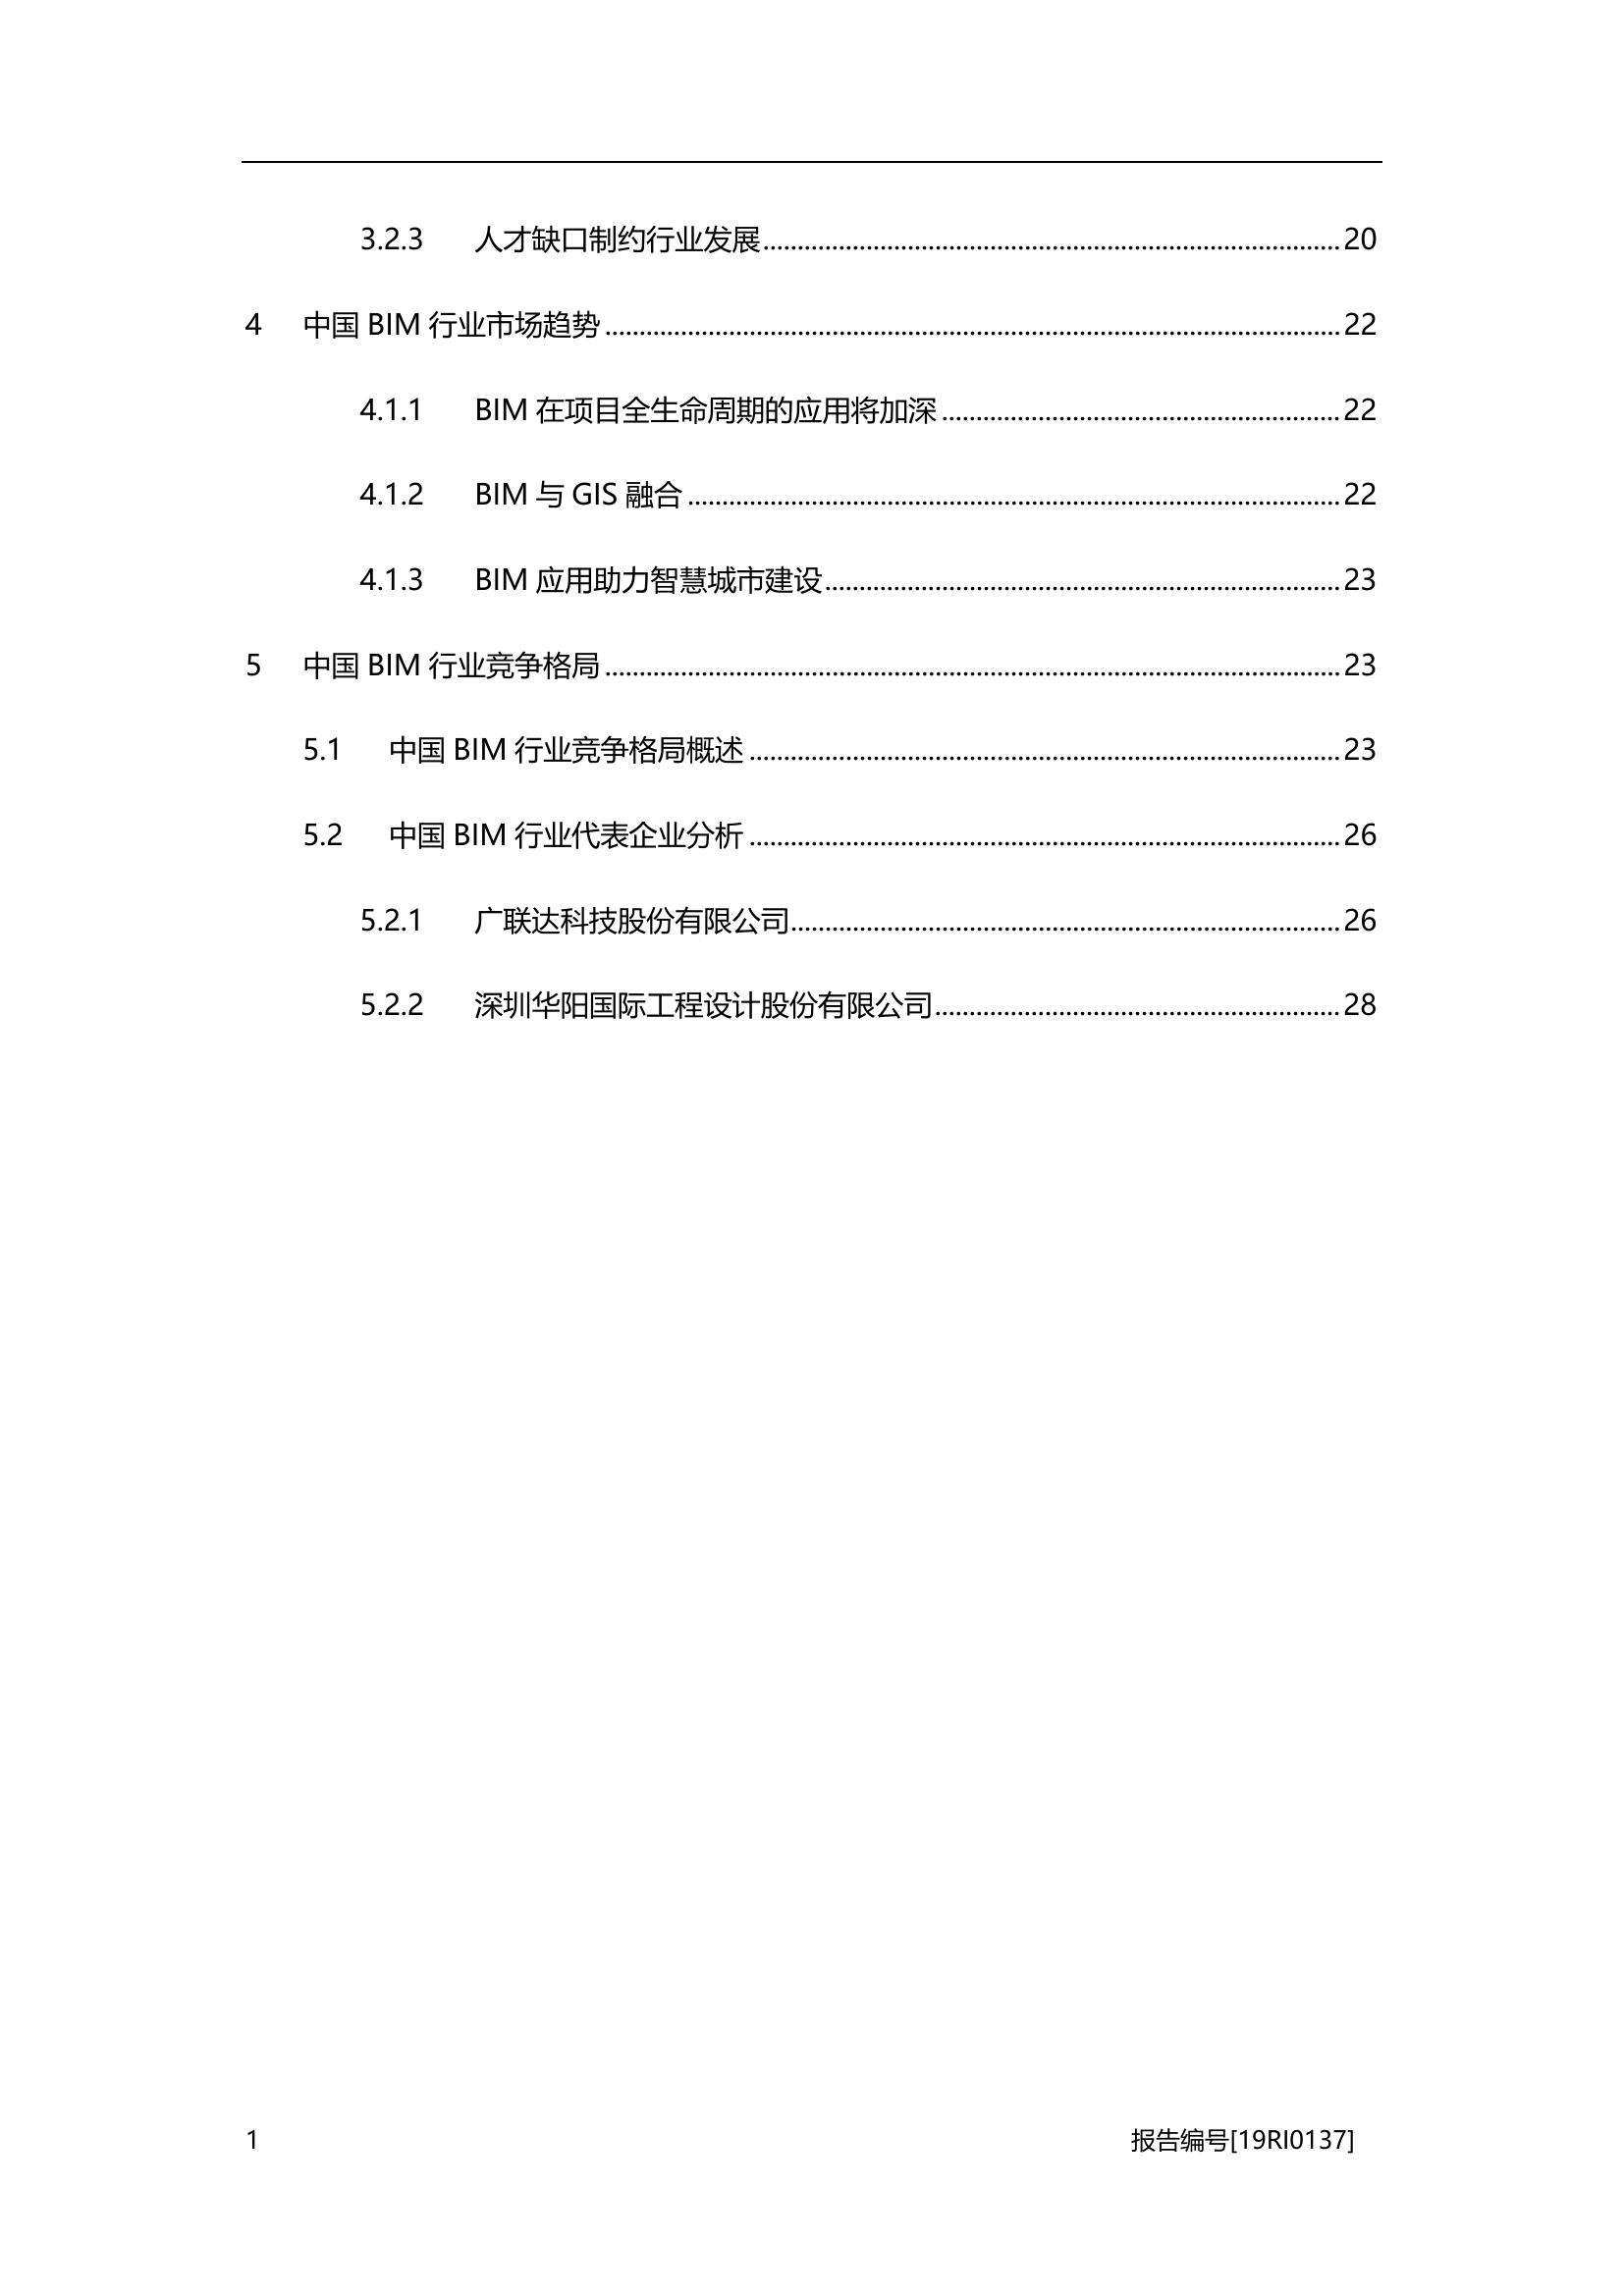 3.2.3 人才缺口制约行业发展........................................................................................20
4 中国 BIM 行业市场趋势................................................................................................................22
4.1.1 BIM 在项目全生命周期的应用将加深............................................................22
4.1.2 BIM 与 GIS 融合....................................................................................................22
4.1.3 BIM 应用助力智慧城市建设...............................................................................23
5 中国 BIM 行业竞争格局................................................................................................................23
5.1 中国 BIM 行业竞争格局概述..........................................................................................23
5.2 中国 BIM 行业代表企业分析..........................................................................................26
5.2.1 广联达科技股份有限公司....................................................................................26
5.2.2 深圳华阳国际工程设计股份有限公司..............................................................28
1 报告编号[19RI0137]